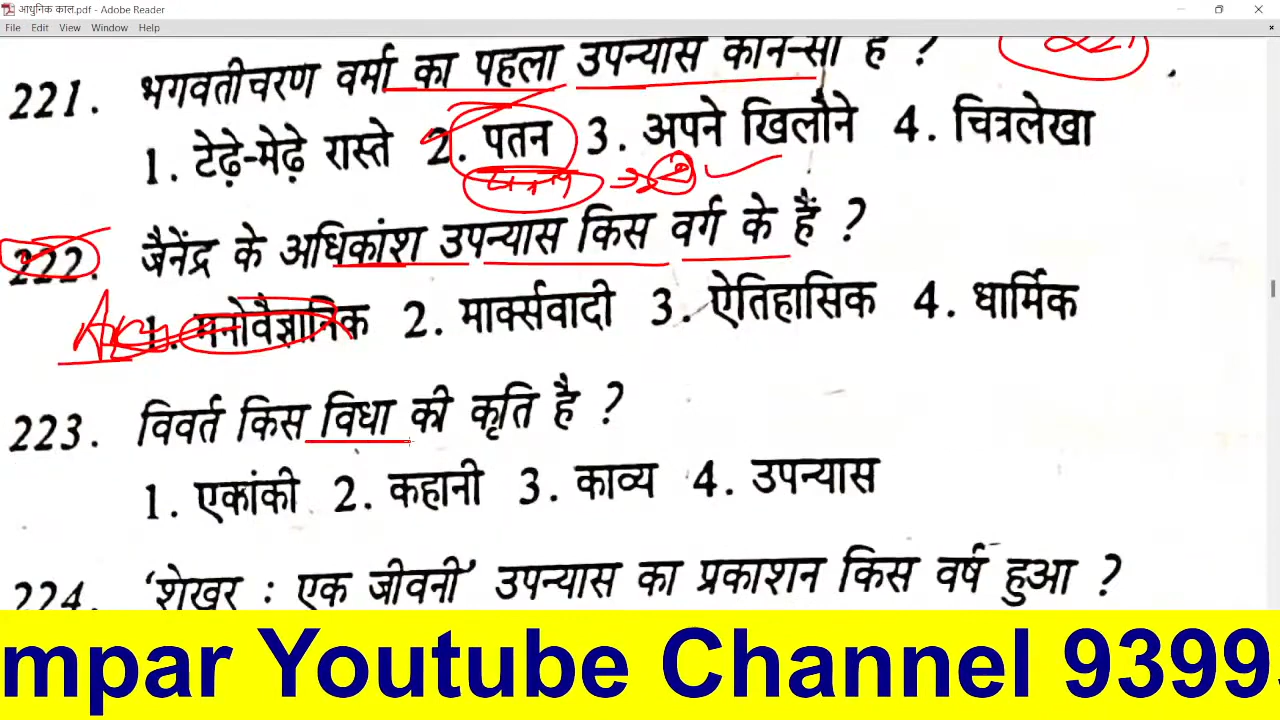 आधुनिक काल.pdf - Adobe Reader
File Edit View Window Help
221. भगवतीचरण वर्मा का पहला उपन्यास कौन-सा है ?
1. टेढ़े-मेढ़े रास्ते 2. पतन 3. अपने खिलौने 4. चित्रलेखा
222. जैनेंद्र के अधिकांश उपन्यास किस वर्ग के हैं ?
1. मनोवैज्ञानिक 2. मार्क्सवादी 3. ऐतिहासिक 4. धार्मिक
223. विवर्त किस विधा की कृति है ?
1. एकांकी 2. कहानी 3. काव्य 4. उपन्यास
224. 'शेखर : एक जीवनी' उपन्यास का प्रकाशन किस वर्ष हुआ ?
mpar Youtube Channel 9399